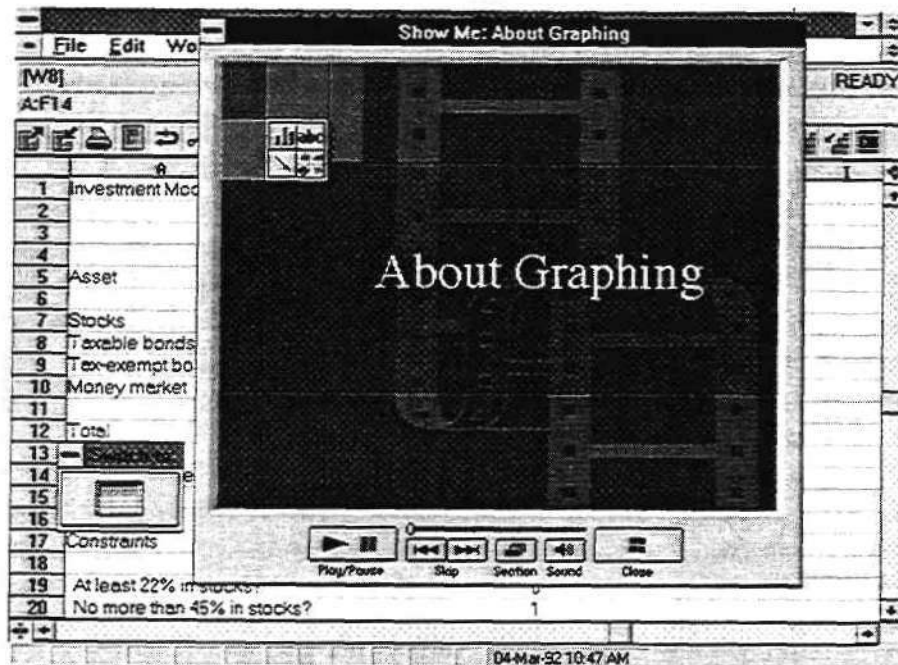 Show Me: About Graphing
File Edit Wo
[W8] READY
A:F14
abc
A I
1 Investment Mod
2
3
4
5 Asset
6
7 Stocks
8 Taxable bonds
9 Tax-exempt bo
10 Money market
11
12 Total
13
14
15
16
17 Constraints
18
19 At least 22% in stocks?
20 No more than 45% in stocks? 1
About Graphing
Play/Pause Skip Section Sound Close
04-Mar-92 10:47 AM